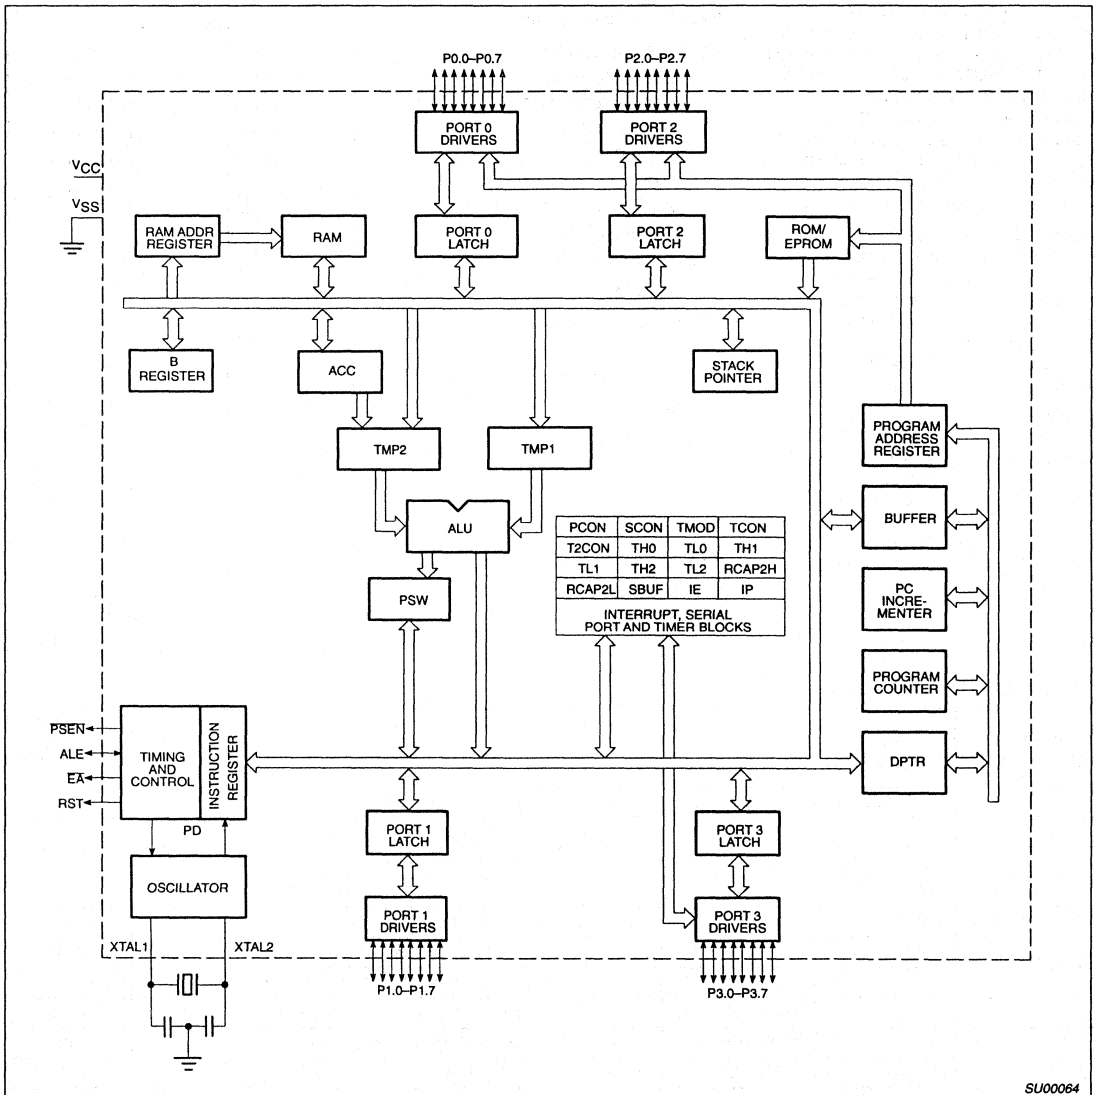 P0.0–P0.7
P2.0–P2.7
PORT 0
DRIVERS
PORT 2
DRIVERS
VCC
VSS
RAM ADDR
REGISTER
RAM
PORT 0
LATCH
PORT 2
LATCH
ROM/
EPROM
B
REGISTER
ACC
STACK
POINTER
TMP2
TMP1
PROGRAM
ADDRESS
REGISTER
ALU
BUFFER
PCON SCON TMOD TCON
T2CON TH0 TL0 TH1
TL1 TH2 TL2 RCAP2H
RCAP2L SBUF IE IP
INTERRUPT, SERIAL
PORT AND TIMER BLOCKS
PSW
PC
INCRE-
MENTER
PROGRAM
COUNTER
PSEN
ALE
EA
RST
TIMING
AND
CONTROL
INSTRUCTION
REGISTER
DPTR
PD
PORT 1
LATCH
PORT 3
LATCH
OSCILLATOR
PORT 1
DRIVERS
PORT 3
DRIVERS
XTAL1
XTAL2
P1.0–P1.7
P3.0–P3.7
SU00064